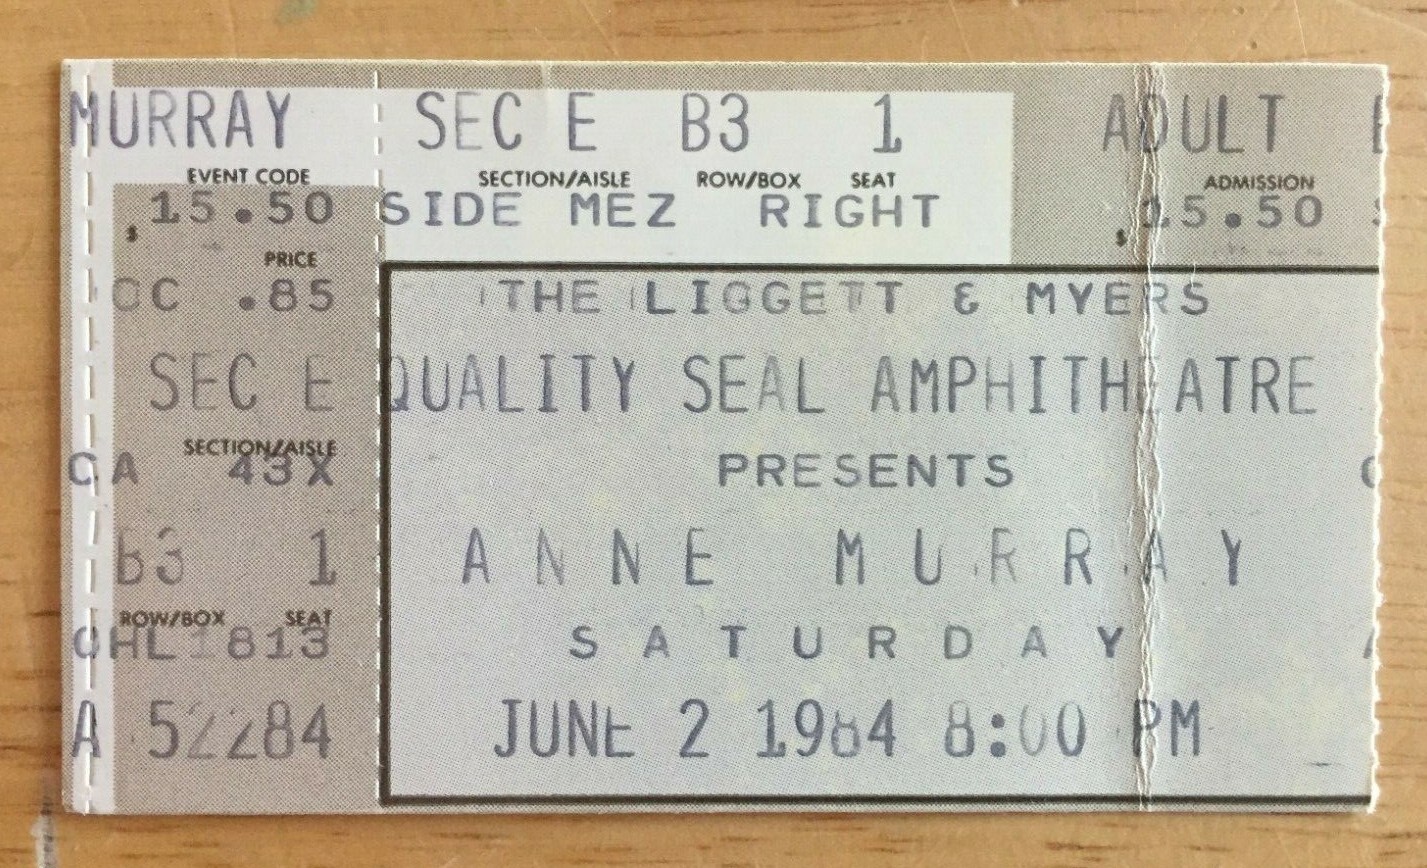 MURRAY SEC E B3 1 ADULT
EVENT CODE SECTION/AISLE ROW/BOX SEAT ADMISSION
$ 15.50 SIDE MEZ RIGHT $ 15.50
PRICE
CC .85 THE LIGGETT & MYERS
SEC E QUALITY SEAL AMPHITHEATRE
SECTION/AISLE
CA 43X PRESENTS
B3 1 ANNE MURRAY
ROW/BOX SEAT
OHL1813 SATURDAY
A 52284 JUNE 2 1984 8:00 PM